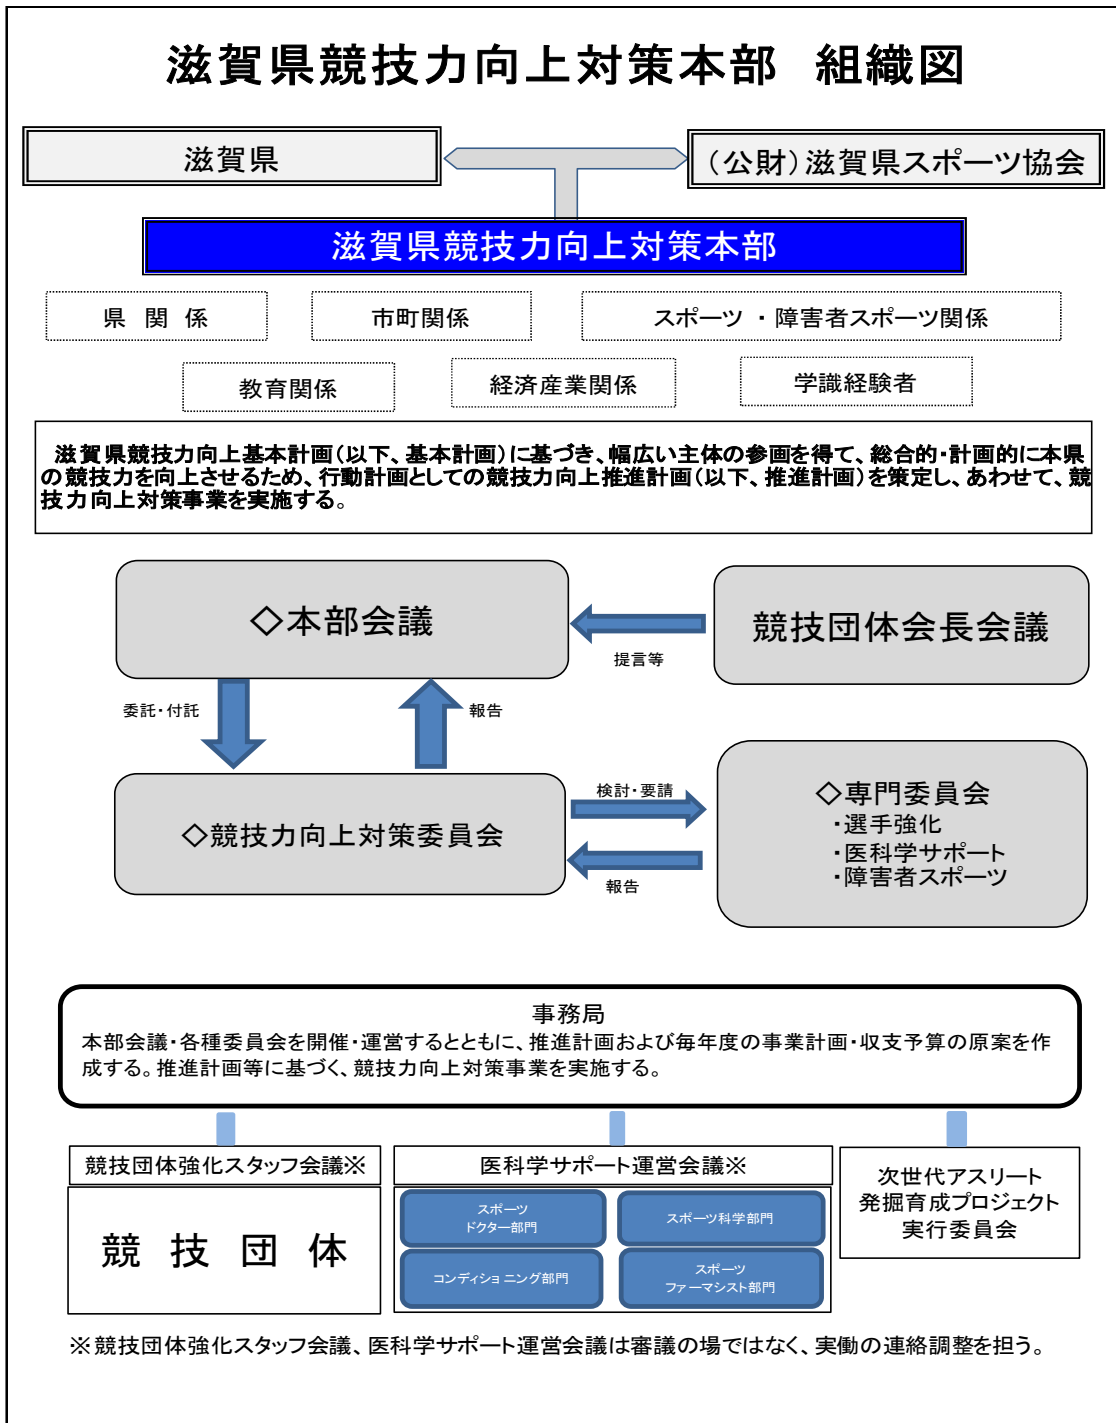 滋賀県競技力向上対策本部　組織図
滋賀県
（公財）滋賀県スポーツ協会
滋賀県競技力向上対策本部
県　関　係
市町関係
スポーツ ・障害者スポーツ関係
教育関係
経済産業関係
学識経験者
滋賀県競技力向上基本計画（以下、基本計画）に基づき、幅広い主体の参画を得て、総合的・計画的に本県
の競技力を向上させるため、行動計画としての競技力向上推進計画（以下、推進計画）を策定し、あわせて、競
技力向上対策事業を実施する。
◇本部会議
競技団体会長会議
提言等
委託・付託
報告
◇競技力向上対策委員会
検討・要請
報告
◇専門委員会
・選手強化
・医科学サポート
・障害者スポーツ
事務局
本部会議・各種委員会を開催・運営するとともに、推進計画および毎年度の事業計画・収支予算の原案を作
成する。推進計画等に基づく、競技力向上対策事業を実施する。
競技団体強化スタッフ会議※
競　技　団　体
医科学サポート運営会議※
スポーツ
ドクター部門
スポーツ科学部門
コンディショニング部門
スポーツ
ファーマシスト部門
次世代アスリート
発掘育成プロジェクト
実行委員会
※競技団体強化スタッフ会議、医科学サポート運営会議は審議の場ではなく、実働の連絡調整を担う。